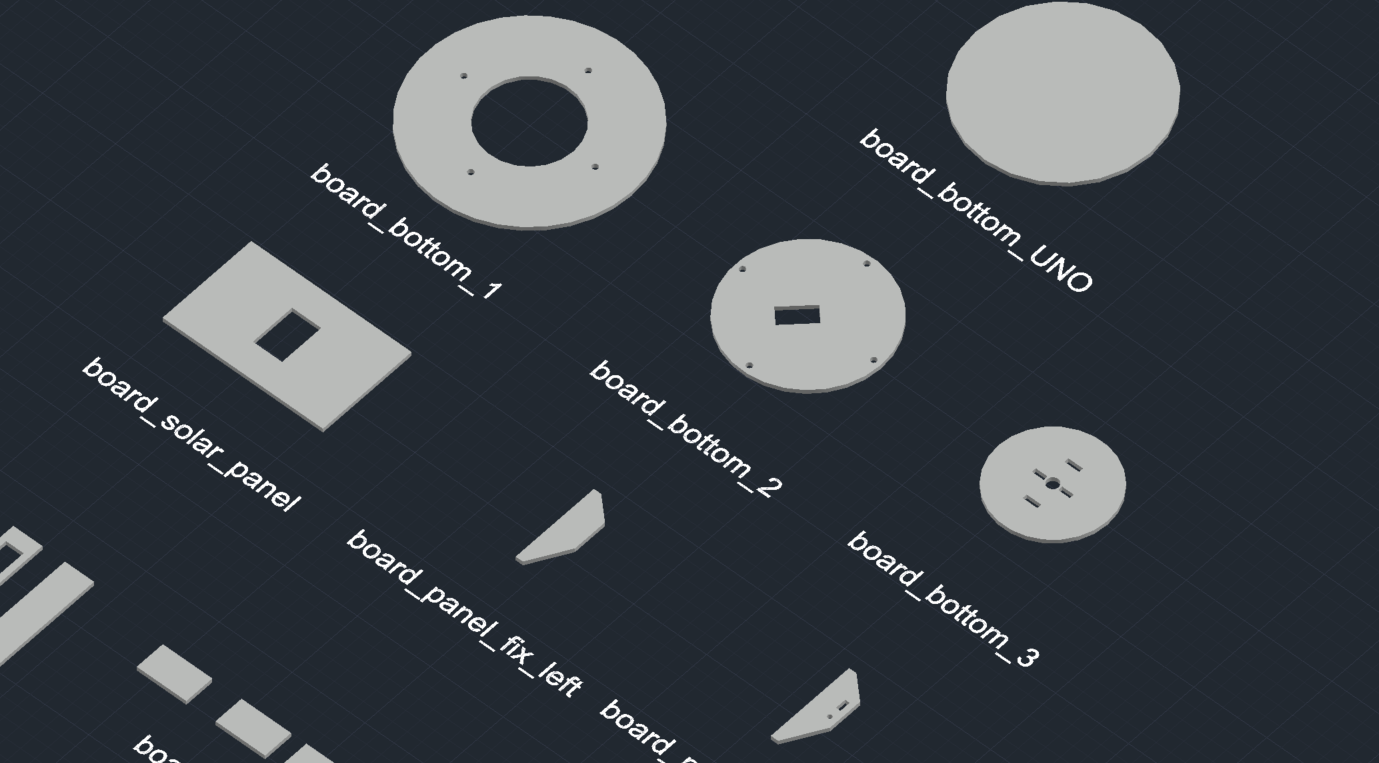 board_bottom_1
board_bottom_UNO
board_solar_panel
board_bottom_2
board_panel_fix_left
board_bottom_3